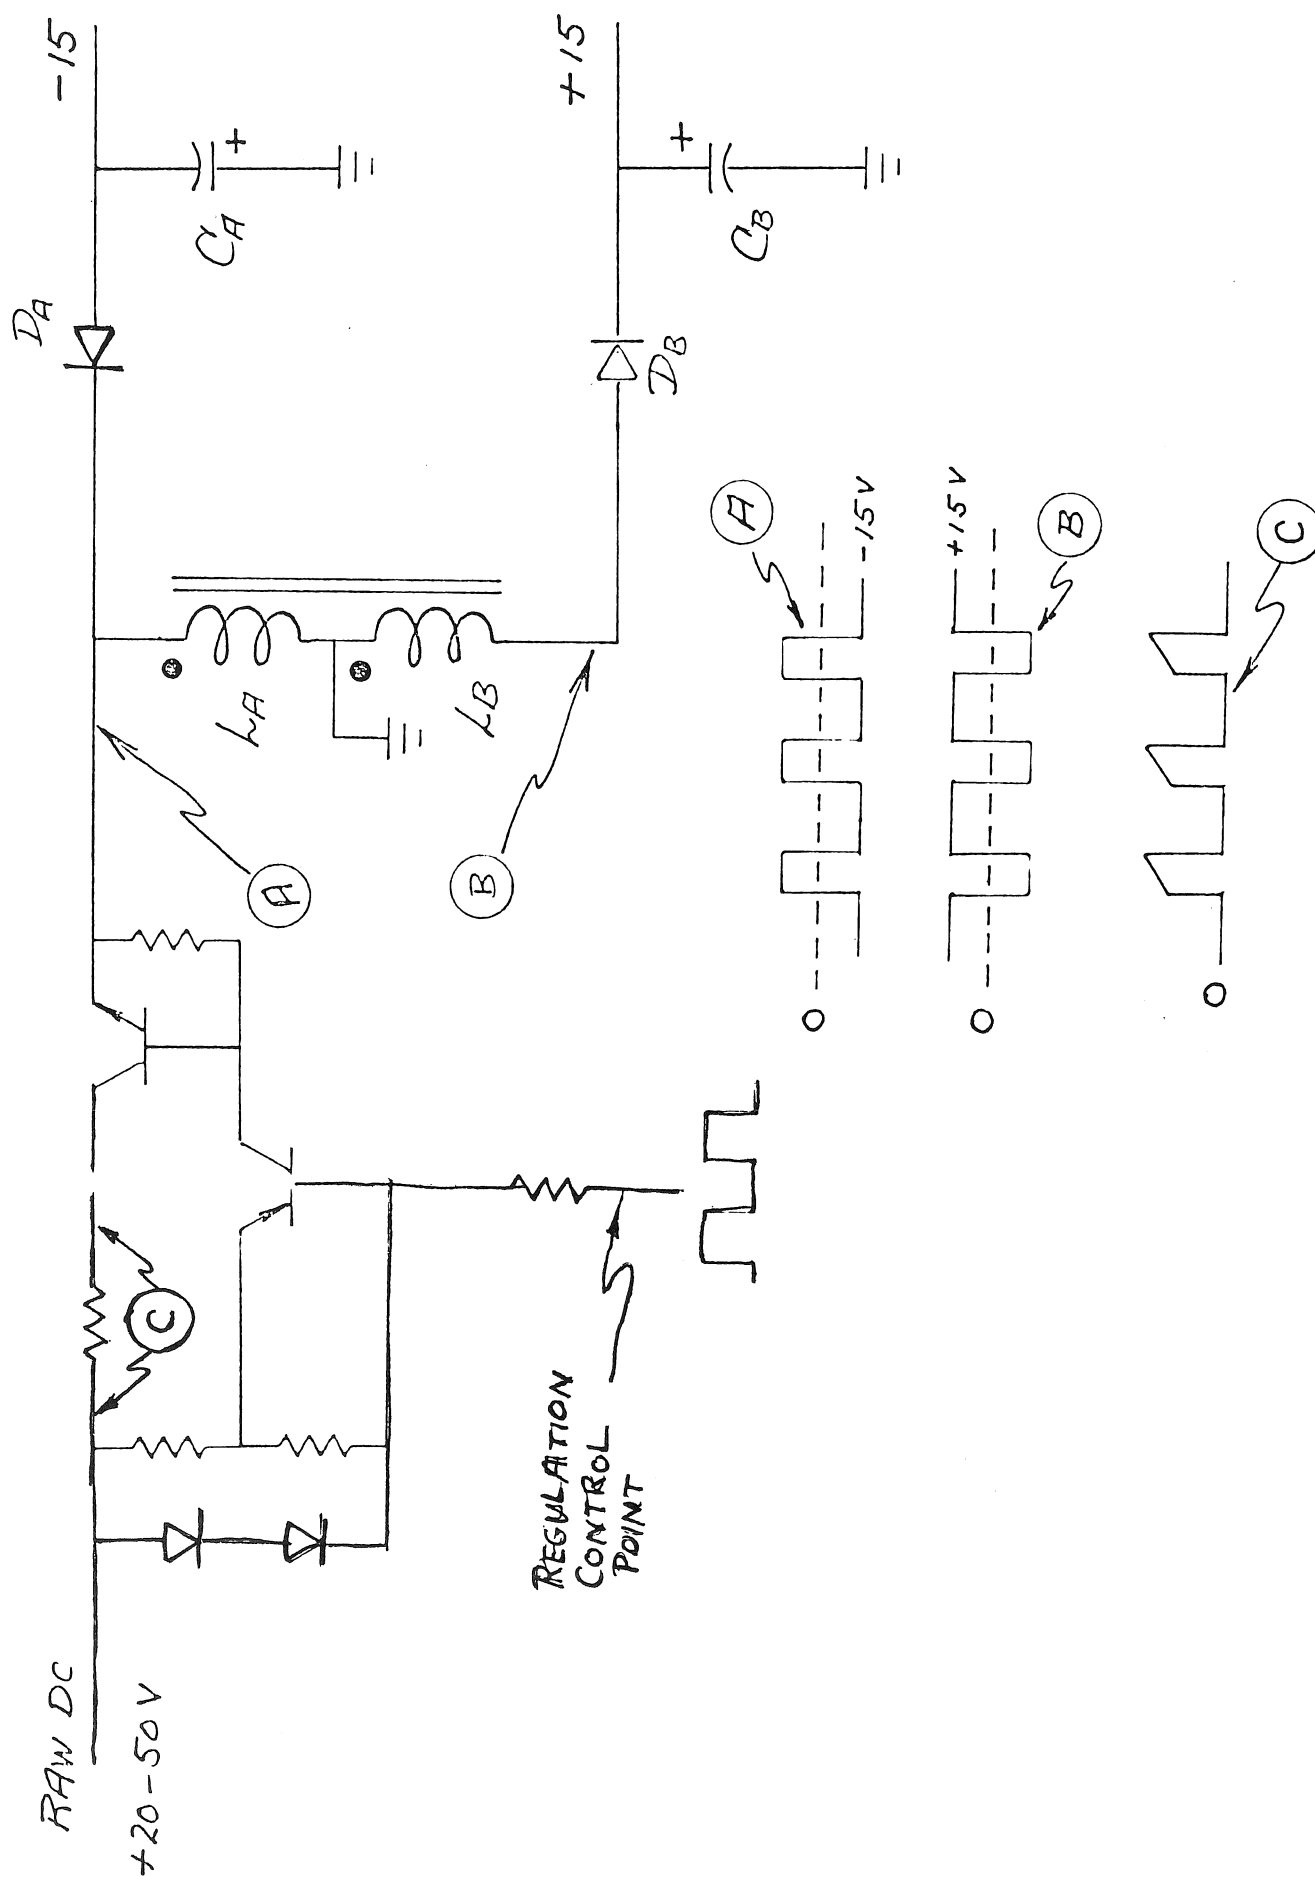 RAW DC
+20-50V
C
REGULATION
CONTROL
POINT
A
B
LA
LB
DA
DB
CA
+
-15
CB
+
+15
0
A
-15V
0
+15V
B
0
C